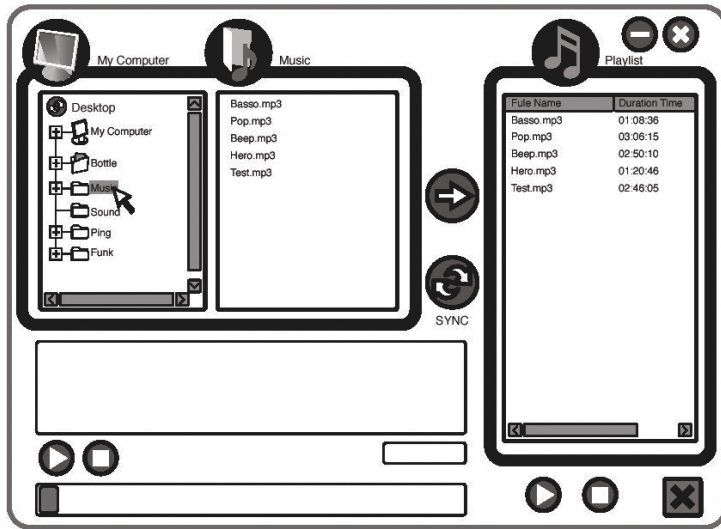 My Computer
Music
Playlist
Desktop
My Computer
Bottle
Music
Sound
Ping
Funk
Basso.mp3
Pop.mp3
Beep.mp3
Hero.mp3
Test.mp3
SYNC
Fule Name Duration Time
Basso.mp3 01:08:36
Pop.mp3 03:06:15
Beep.mp3 02:50:10
Hero.mp3 01:20:46
Test.mp3 02:46:05